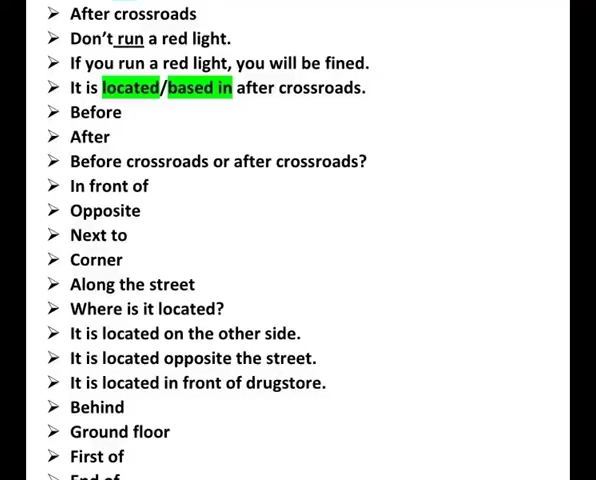 After crossroads
Don't run a red light.
If you run a red light, you will be fined.
It is located/based in after crossroads.
Before
After
Before crossroads or after crossroads?
In front of
Opposite
Next to
Corner
Along the street
Where is it located?
It is located on the other side.
It is located opposite the street.
It is located in front of drugstore.
Behind
Ground floor
First of
End of